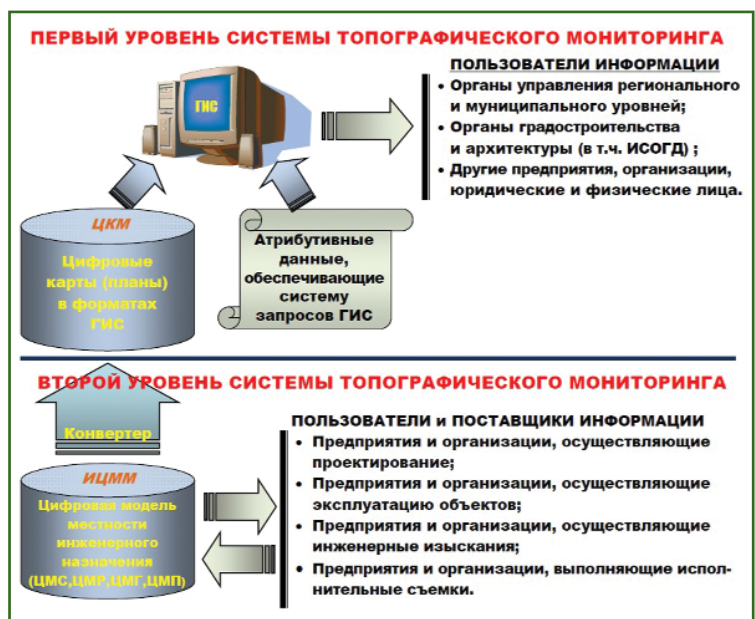 ПЕРВЫЙ УРОВЕНЬ СИСТЕМЫ ТОПОГРАФИЧЕСКОГО МОНИТОРИНГА
ГИС
ПОЛЬЗОВАТЕЛИ ИНФОРМАЦИИ
• Органы управления регионального
и муниципального уровней;
• Органы градостроительства
и архитектуры (в т.ч. ИСОГД) ;
• Другие предприятия, организации,
юридические и физические лица.
ЦКМ
Цифровые
карты (планы)
в форматах
ГИС
Атрибутивные
данные,
обеспечивающие
систему
запросов ГИС
ВТОРОЙ УРОВЕНЬ СИСТЕМЫ ТОПОГРАФИЧЕСКОГО МОНИТОРИНГА
Конвертер
ИЦММ
Цифровая модель
местности
инженерного
назначения
(ЦМС,ЦМР,ЦМГ,ЦМП)
ПОЛЬЗОВАТЕЛИ и ПОСТАВЩИКИ ИНФОРМАЦИИ
• Предприятия и организации, осуществляющие
проектирование;
• Предприятия и организации, осуществляющие
эксплуатацию объектов;
• Предприятия и организации, осуществляющие
инженерные изыскания;
• Предприятия и организации, выполняющие испол-
нительные съемки.